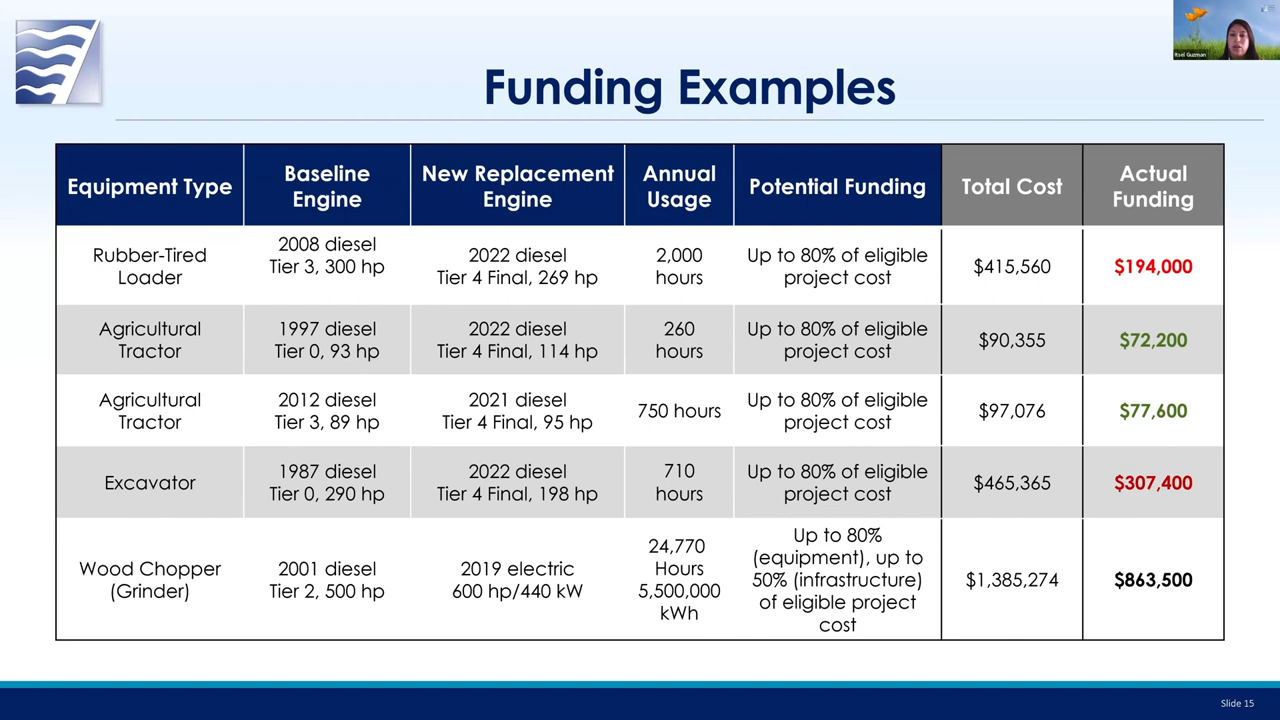 Itsel Guzman
Funding Examples
Equipment Type
Baseline
Engine
New Replacement
Engine
Annual
Usage
Potential Funding
Total Cost
Actual
Funding
Rubber-Tired
Loader
2008 diesel
Tier 3, 300 hp
2022 diesel
Tier 4 Final, 269 hp
2,000
hours
Up to 80% of eligible
project cost
$415,560
$194,000
Agricultural
Tractor
1997 diesel
Tier 0, 93 hp
2022 diesel
Tier 4 Final, 114 hp
260
hours
Up to 80% of eligible
project cost
$90,355
$72,200
Agricultural
Tractor
2012 diesel
Tier 3, 89 hp
2021 diesel
Tier 4 Final, 95 hp
750 hours
Up to 80% of eligible
project cost
$97,076
$77,600
Excavator
1987 diesel
Tier 0, 290 hp
2022 diesel
Tier 4 Final, 198 hp
710
hours
Up to 80% of eligible
project cost
$465,365
$307,400
Wood Chopper
(Grinder)
2001 diesel
Tier 2, 500 hp
2019 electric
600 hp/440 kW
24,770
Hours
5,500,000
kWh
Up to 80%
(equipment), up to
50% (infrastructure)
of eligible project
cost
$1,385,274
$863,500
Slide 15